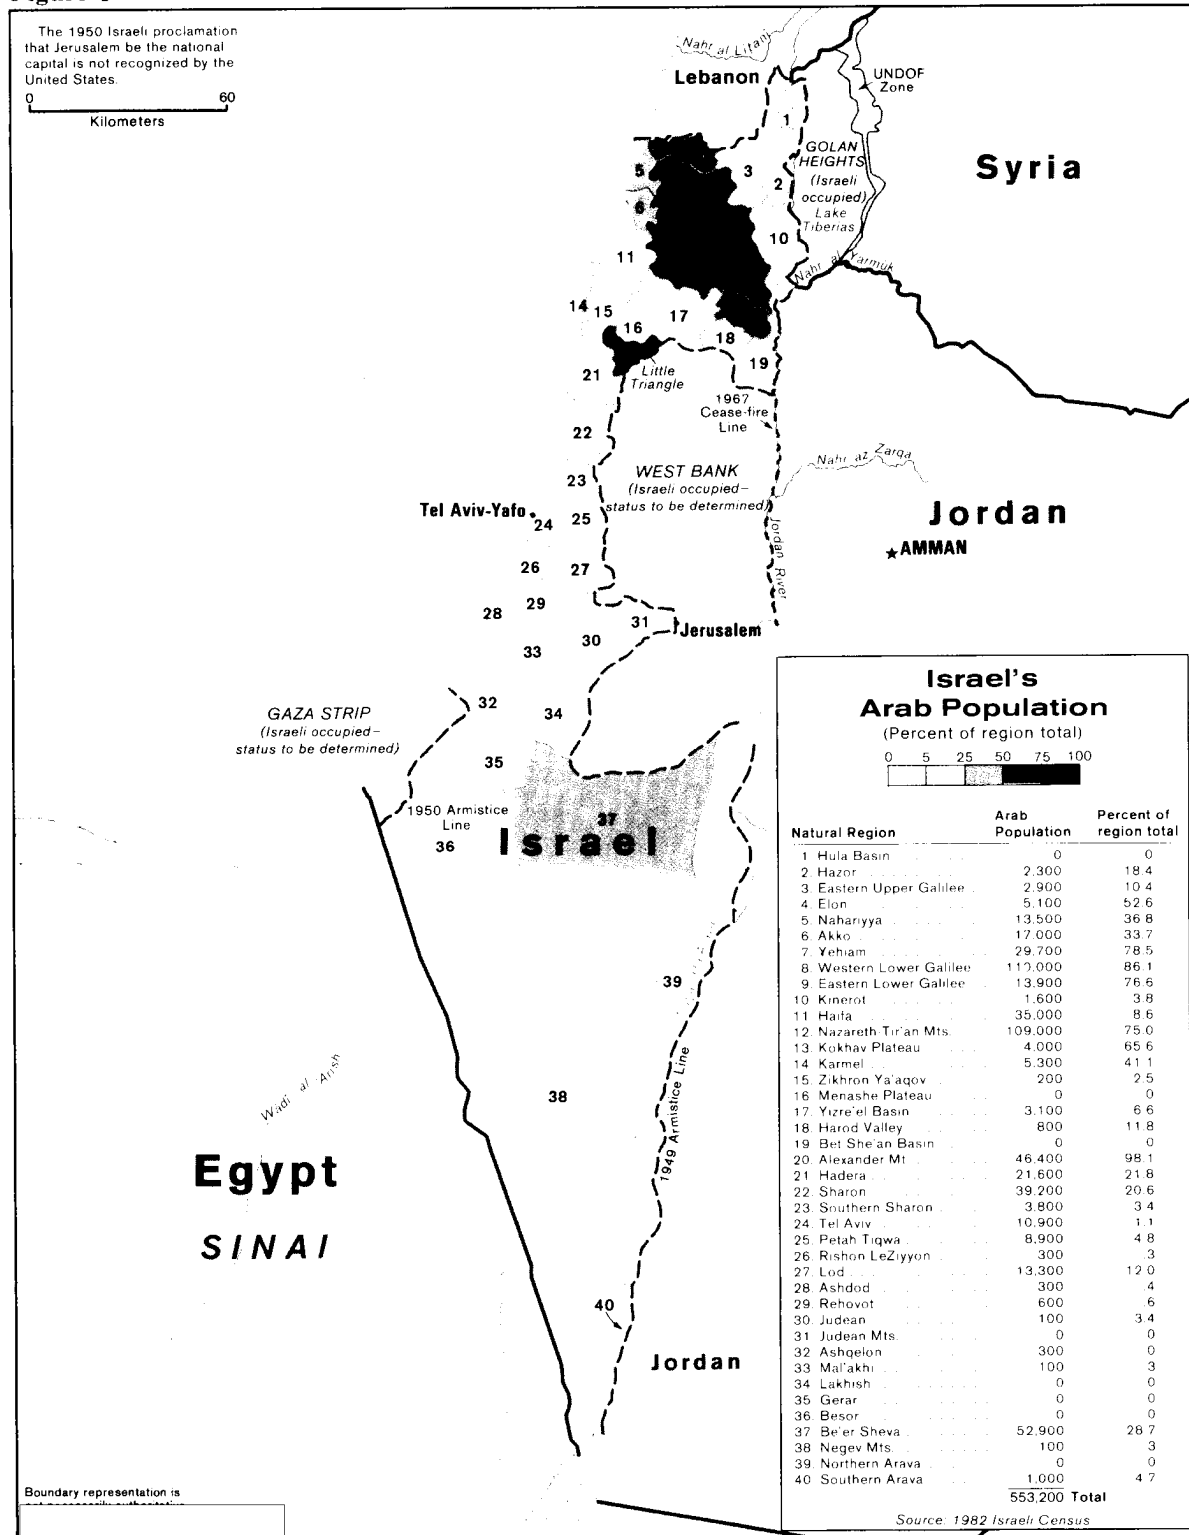 The 1950 Israeli proclamation
that Jerusalem be the national
capital is not recognized by the
United States.
0 60
Kilometers
Nahr al Litani
Lebanon
UNDOF
Zone
Syria
GOLAN
HEIGHTS
(Israeli
occupied)
Lake
Tiberias
Nahr al Yarmuk
1
3
2
5
6
10
11
14
15
16
17
18
19
21
Little
Triangle
1967
Cease-fire
Line
22
23
WEST BANK
(Israeli occupied–
status to be determined)
Nahr az Zarqa
Tel Aviv-Yafo
24
25
Jordan River
Jordan
AMMAN
26
27
28
29
31
Jerusalem
30
33
32
34
GAZA STRIP
(Israeli occupied–
status to be determined)
35
1950 Armistice
Line
36
37
Israel
39
38
1949 Armistice Line
Wadi al Arish
Egypt
SINAI
40
Jordan
Boundary representation is
Israel's
Arab Population
(Percent of region total)
0 5 25 50 75 100
Natural Region Arab Population Percent of region total
1 Hula Basin 0 0
2. Hazor 2,300 18.4
3. Eastern Upper Galilee 2,900 10.4
4. Elon 5,100 52.6
5. Nahariyya 13,500 36.8
6. Akko 17,000 33.7
7. Yehiam 29,700 78.5
8. Western Lower Galilee 86.1
9. Eastern Lower Galilee 13,900 76.6
10 Kinerot 1,600 3.8
11 Haifa 35,000 8.6
12. Nazareth-Tir'an Mts. 109,000 75.0
13. Kokhav Plateau 4,000 65.6
14 Karmel 5,300 41.1
15. Zikhron Ya'aqov 200 2.5
16 Menashe Plateau 0 0
17. Yizre'el Basin 3,100 6.6
18. Harod Valley 800 11.8
19 Bet She'an Basin 0 0
20. Alexander Mt 46,400 98.1
21 Hadera 21,600 21.8
22. Sharon 39,200 20.6
23. Southern Sharon 3,800 3.4
24. Tel Aviv 10,900 1.1
25. Petah Tiqwa 8,900 4.8
26. Rishon LeZiyyon 300 .3
27. Lod 13,300 12.0
28. Ashdod 300 .4
29. Rehovot 600 .6
30. Judean 100 3.4
31 Judean Mts. 0 0
32 Ashqelon 300 0
33 Mal'akhi 100 3
34 Lakhish 0 0
35 Gerar 0 0
36. Besor 0 0
37 Be'er Sheva 52,900 28.7
38 Negev Mts. 100 3
39. Northern Arava 0 0
40 Southern Arava 1,000 4.7
553,200 Total
Source: 1982 Israeli Census